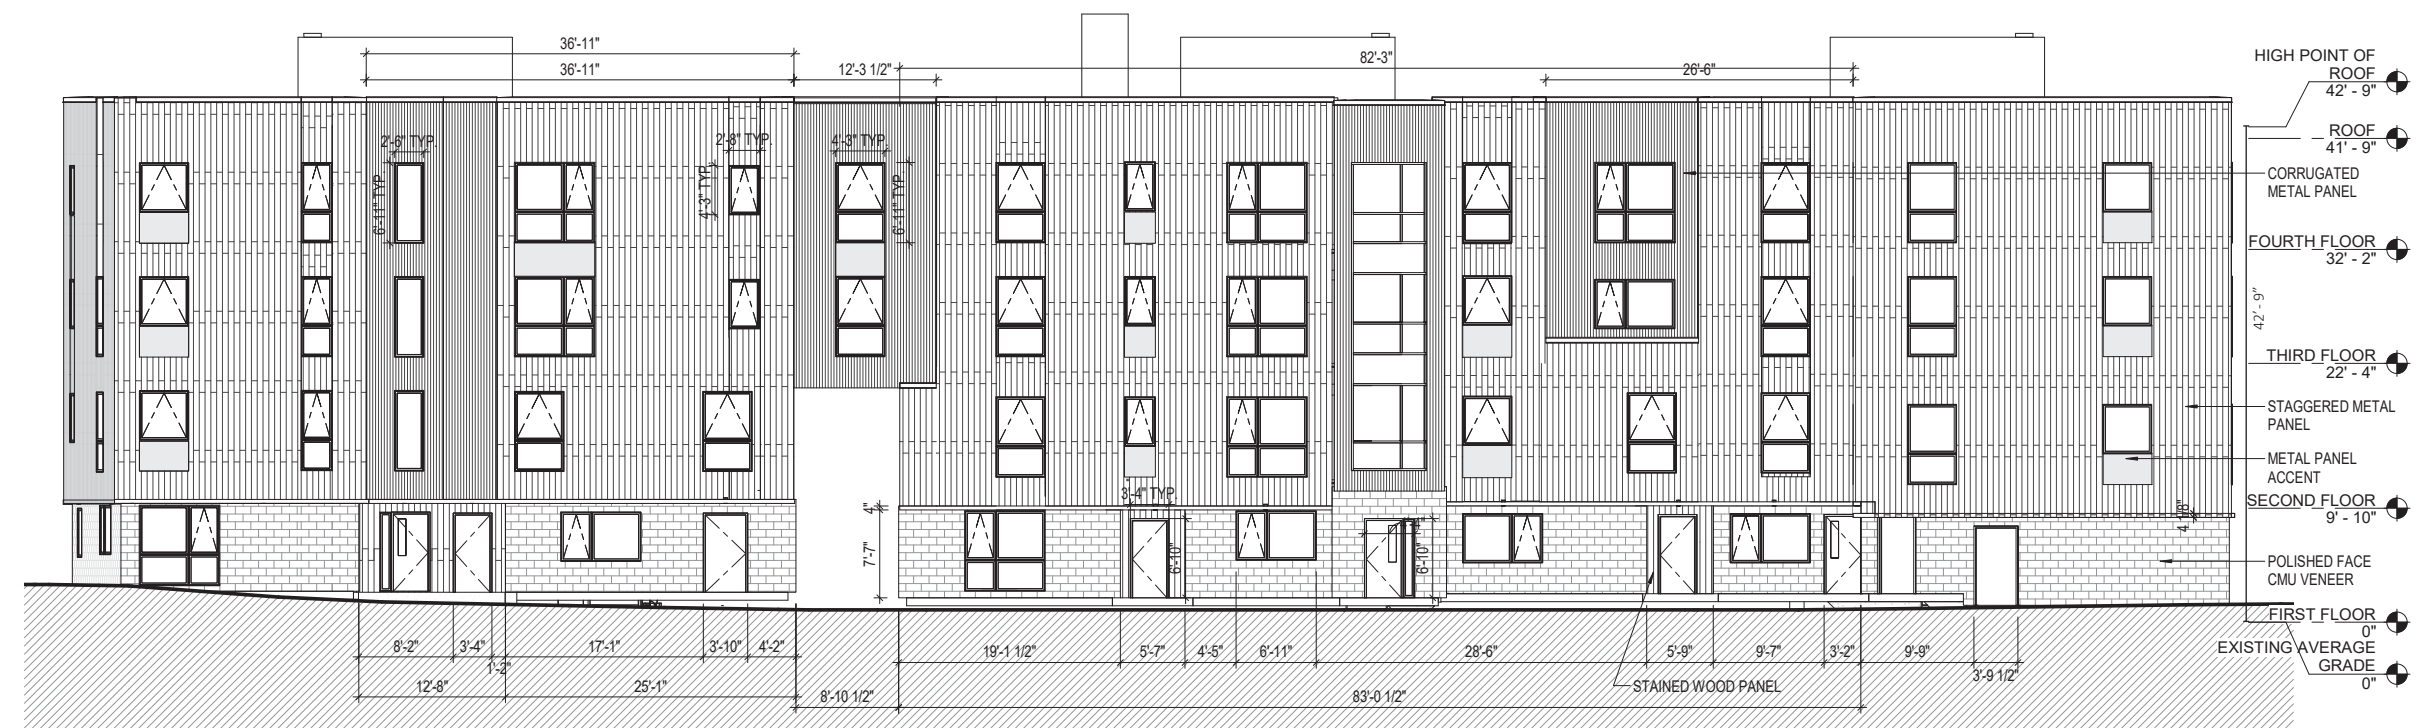 36'-11"
36'-11"
12'-3 1/2"
82'-3"
26'-6"
HIGH POINT OF
ROOF
42' - 9"
ROOF
41' - 9"
2'-6" TYP.
2'-8" TYP.
4'-3" TYP.
6'-11" TYP.
4'-3" TYP.
6'-11" TYP.
CORRUGATED
METAL PANEL
FOURTH FLOOR
32' - 2"
42' - 9"
THIRD FLOOR
22' - 4"
STAGGERED METAL
PANEL
METAL PANEL
ACCENT
SECOND FLOOR
9' - 10"
3'-4" TYP.
4"
7'-7"
6'-10"
4'-4"
6'-10"
4 1/8"
POLISHED FACE
CMU VENEER
FIRST FLOOR
0"
EXISTING AVERAGE
GRADE
0"
8'-2"
3'-4"
1'-2"
17'-1"
3'-10"
4'-2"
19'-1 1/2"
5'-7"
4'-5"
6'-11"
28'-6"
5'-9"
9'-7"
3'-2"
9'-9"
3'-9 1/2"
12'-8"
25'-1"
8'-10 1/2"
83'-0 1/2"
STAINED WOOD PANEL